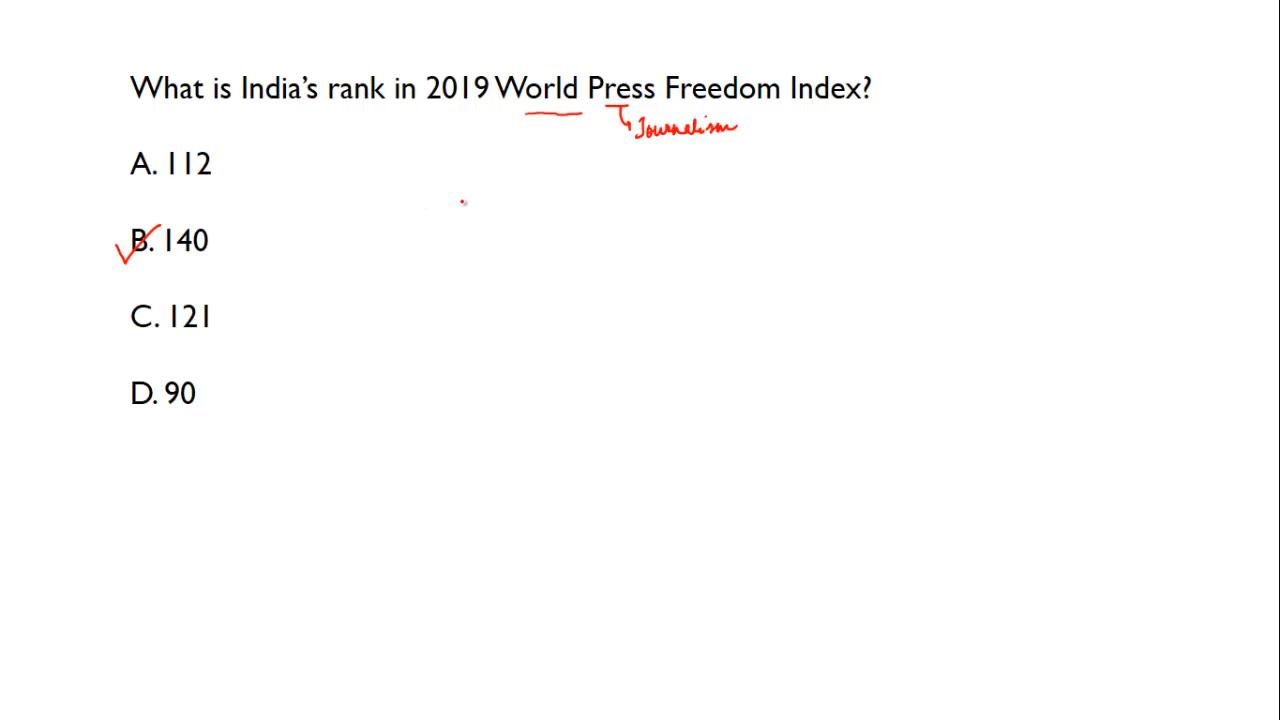 What is India's rank in 2019 World Press Freedom Index?
Journalism
A. 112
B. 140
C. 121
D. 90